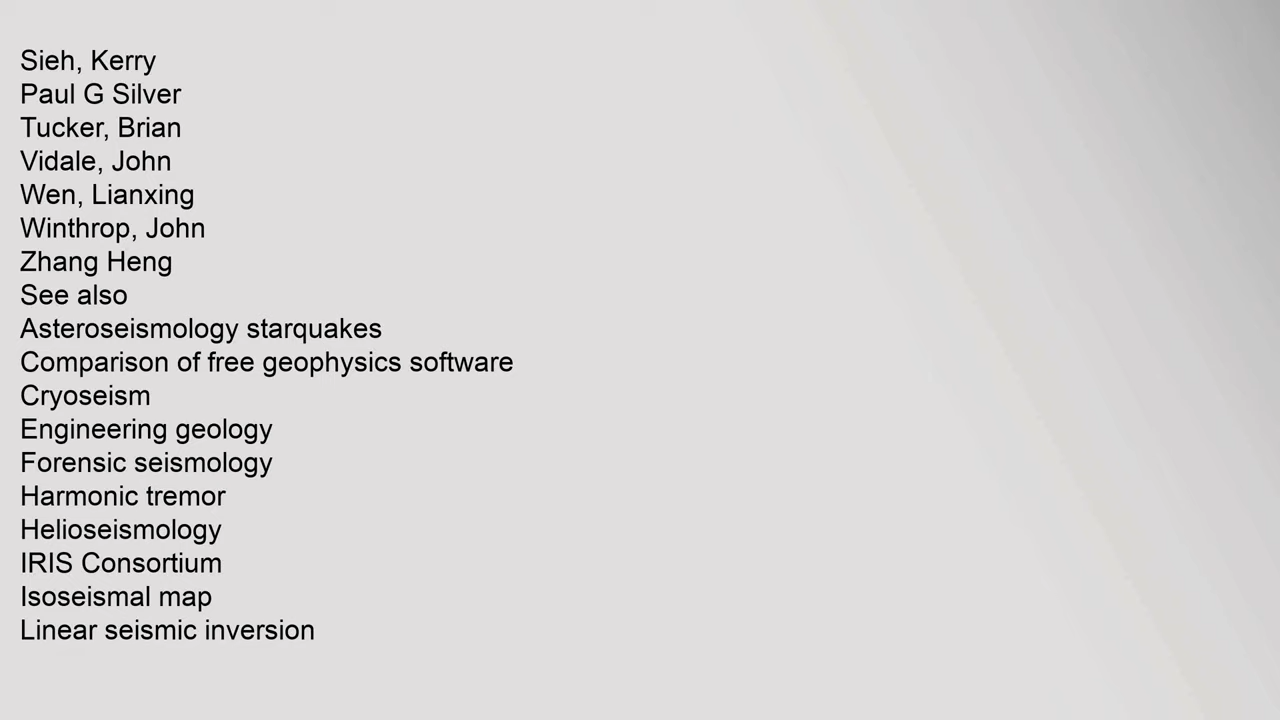 Sieh, Kerry
Paul G Silver
Tucker, Brian
Vidale, John
Wen, Lianxing
Winthrop, John
Zhang Heng
See also
Asteroseismology starquakes
Comparison of free geophysics software
Cryoseism
Engineering geology
Forensic seismology
Harmonic tremor
Helioseismology
IRIS Consortium
Isoseismal map
Linear seismic inversion